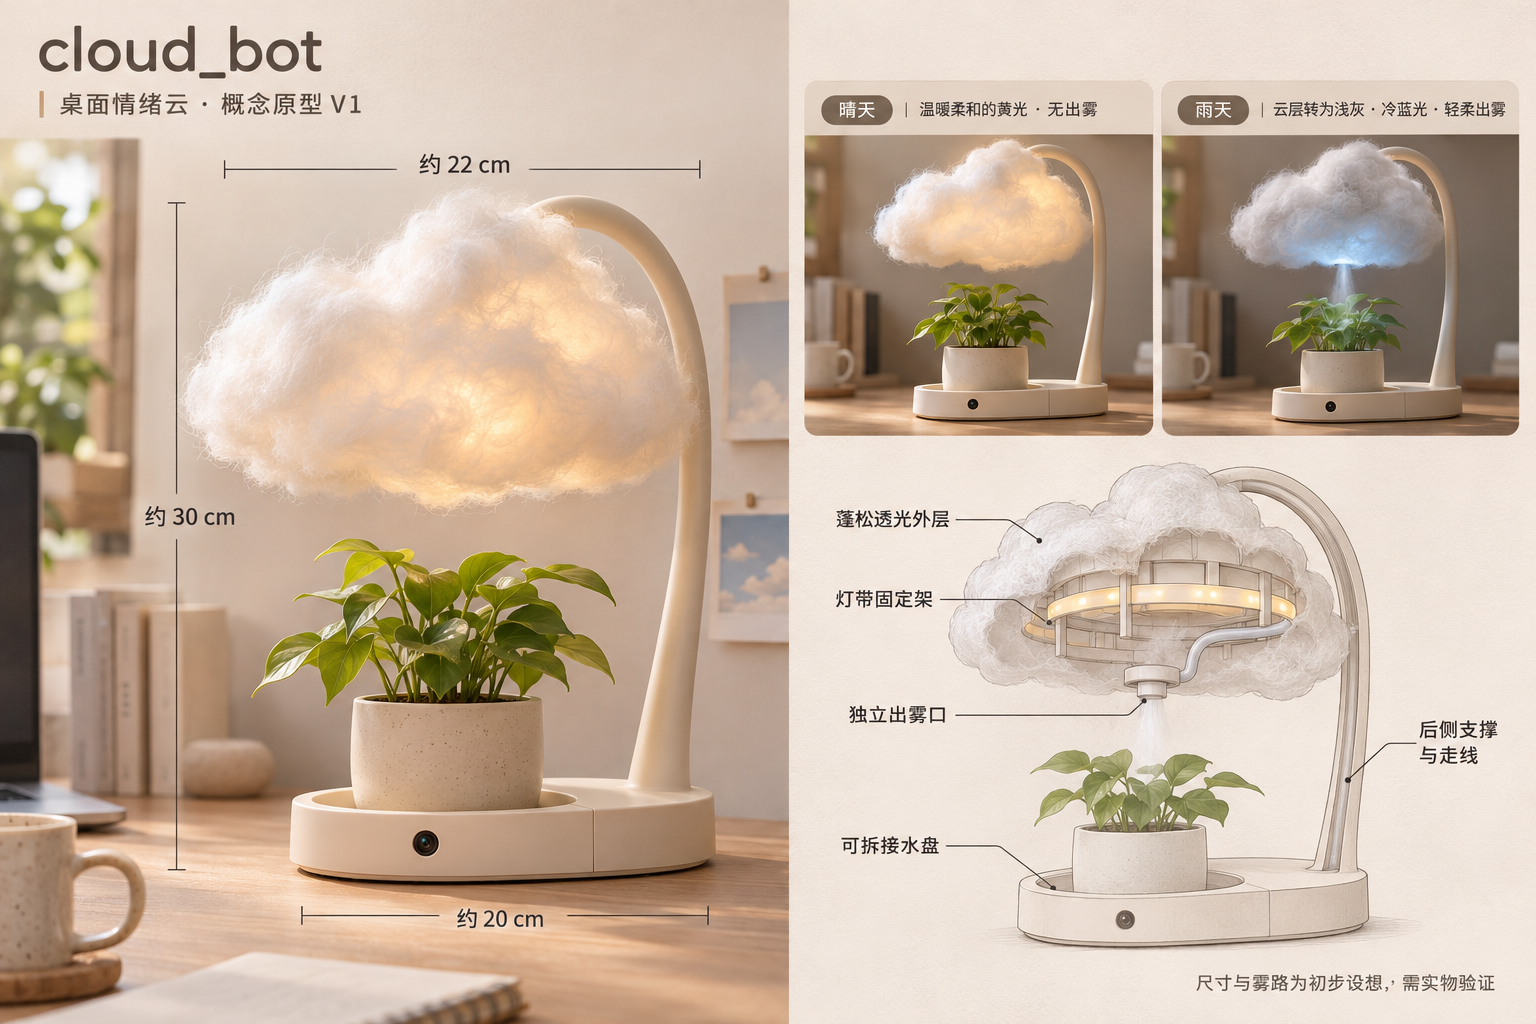 cloud_bot
桌面情绪云 · 概念原型 V1
约 22 cm
约 30 cm
约 20 cm
晴天 | 温暖柔和的黄光 · 无出雾
雨天 | 云层转为浅灰 · 冷蓝光 · 轻柔出雾
蓬松透光外层
灯带固定架
独立出雾口
后侧支撑
与走线
可拆接水盘
尺寸与雾路为初步设想,，需实物验证